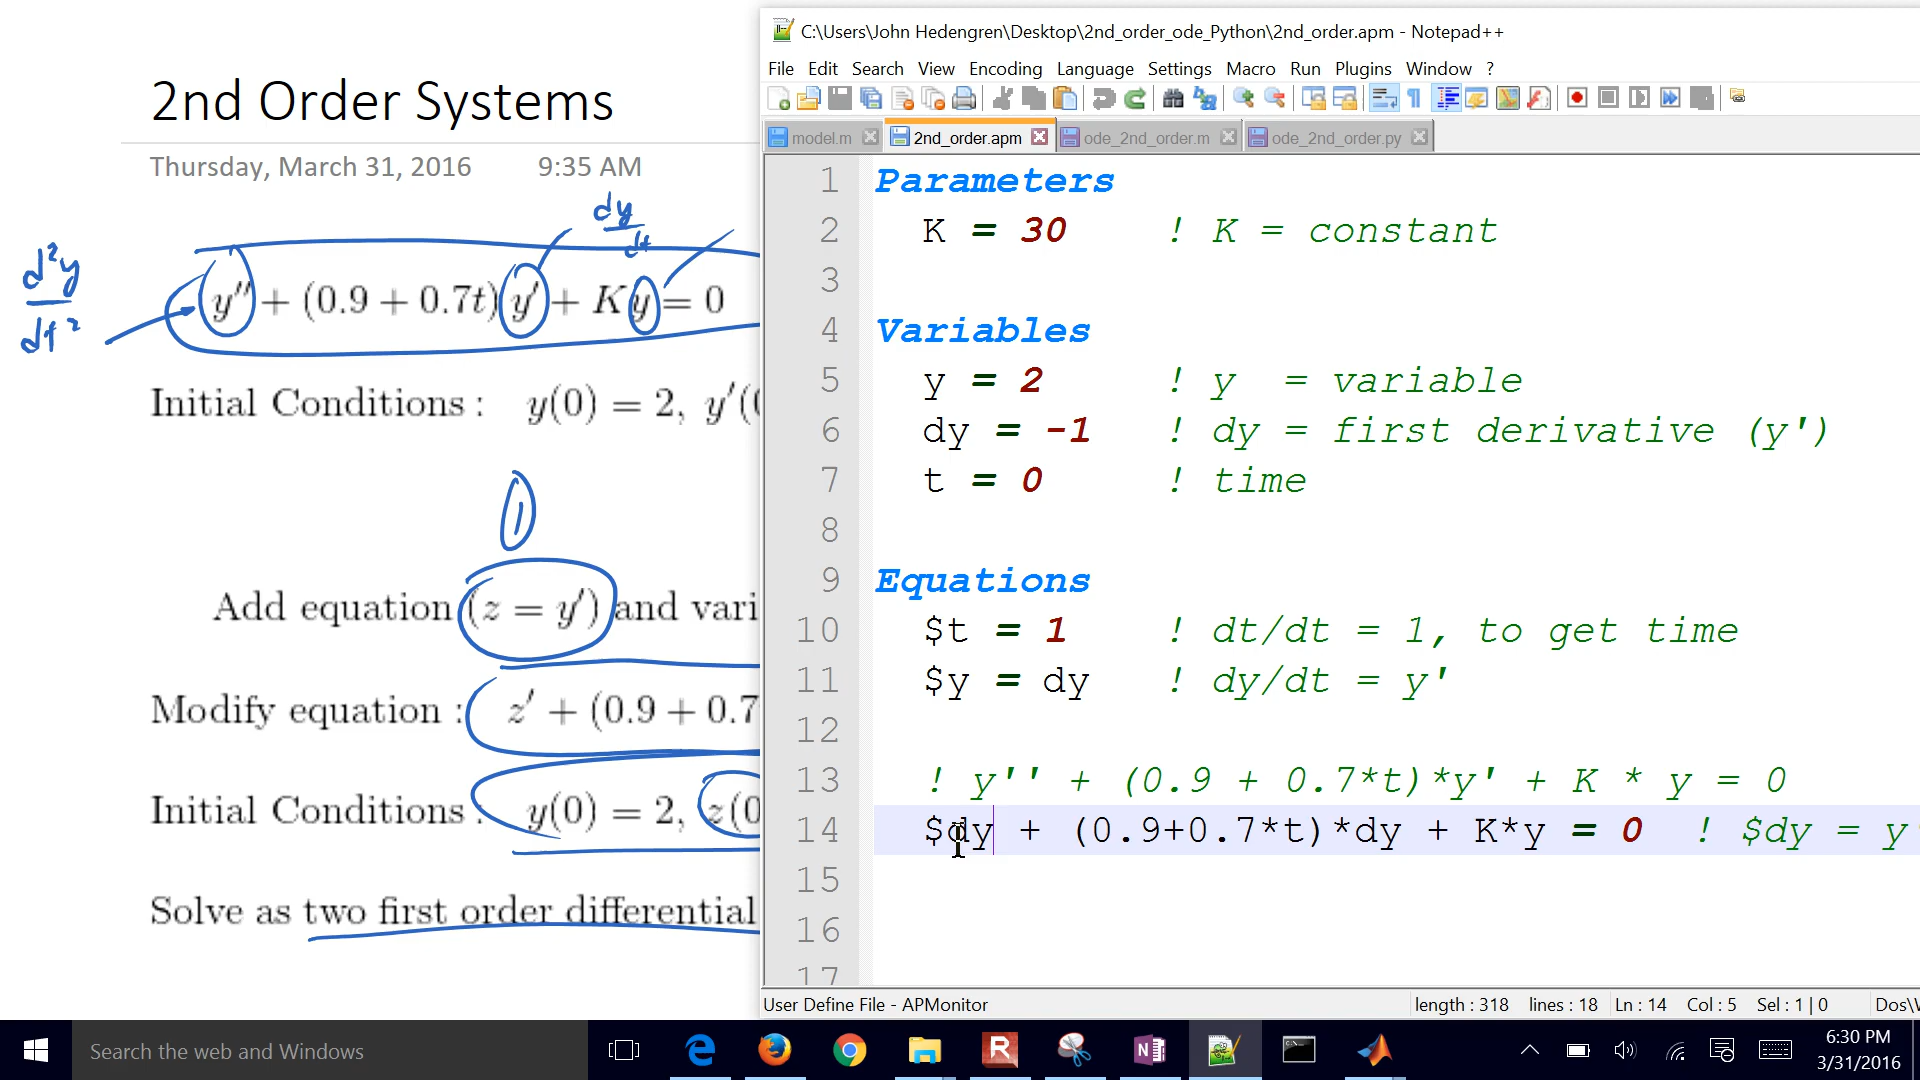 2nd Order Systems
Thursday, March 31, 2016 9:35 AM
dy
dt
d²y
dt²
y″ + (0.9 + 0.7t) y′ + K y = 0
Initial Conditions : y(0) = 2, y′(0
1
Add equation (z = y′) and vari
Modify equation : z′ + (0.9 + 0.7
Initial Conditions : y(0) = 2, z(0
Solve as two first order differential
C:\Users\John Hedengren\Desktop\2nd_order_ode_Python\2nd_order.apm - Notepad++
File Edit Search View Encoding Language Settings Macro Run Plugins Window ?
model.m 2nd_order.apm ode_2nd_order.m ode_2nd_order.py
1 Parameters
2 K = 30 ! K = constant
3
4 Variables
5 y = 2 ! y = variable
6 dy = -1 ! dy = first derivative (y')
7 t = 0 ! time
8
9 Equations
10 $t = 1 ! dt/dt = 1, to get time
11 $y = dy ! dy/dt = y'
12
13 ! y'' + (0.9 + 0.7*t)*y' + K * y = 0
14 $dy + (0.9+0.7*t)*dy + K*y = 0 ! $dy = y'
15
16
17
User Define File - APMonitor length : 318 lines : 18 Ln : 14 Col : 5 Sel : 1 | 0 Dos\W
Search the web and Windows
6:30 PM
3/31/2016